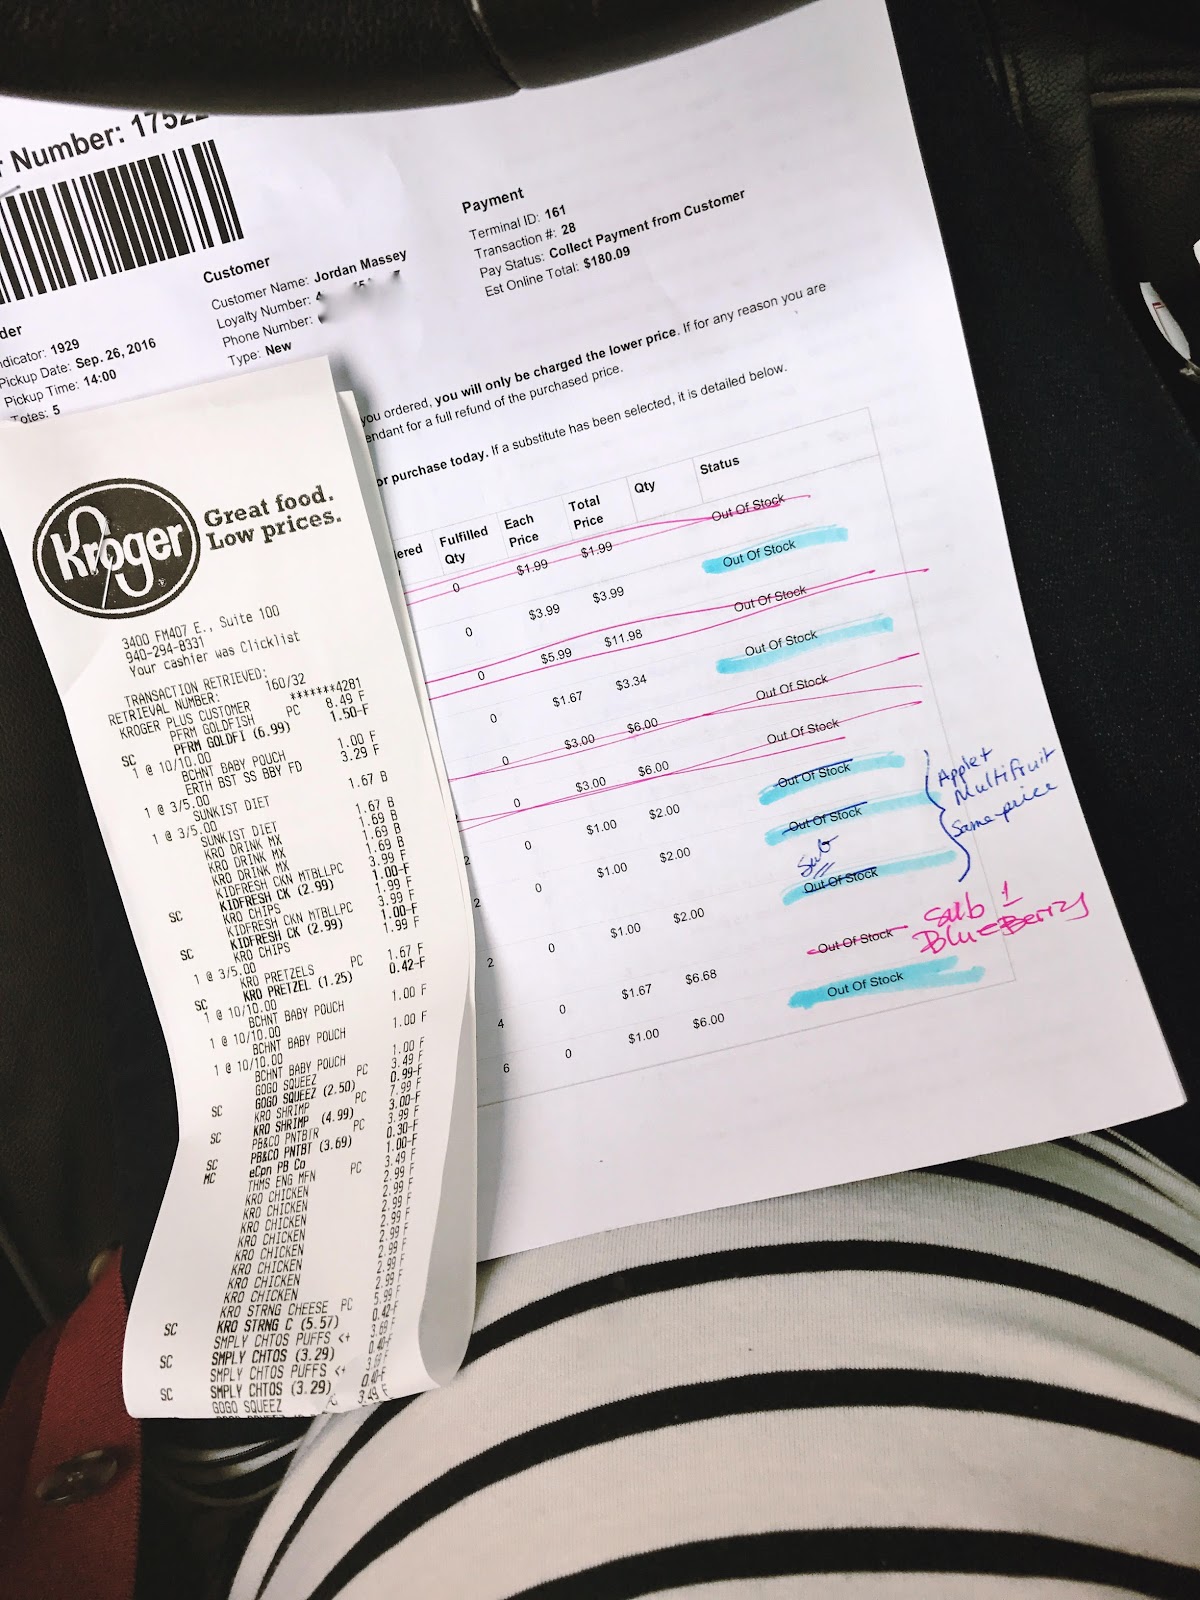 r Number: 17522
Payment
Terminal ID: 161
Transaction #: 28
Pay Status: Collect Payment from Customer
Est Online Total: $180.09
Customer
Customer Name: Jordan Massey
Loyalty Number:
Phone Number:
Type: New
der
ndicator: 1929
Pickup Date: Sep. 26, 2016
Pickup Time: 14:00
Totes: 5
you ordered, you will only be charged the lower price. If for any reason you are
endant for a full refund of the purchased price.
or purchase today. If a substitute has been selected, it is detailed below.
ered Fulfilled Qty Each Price Total Price Qty Status
0 $1.99 $1.99 Out Of Stock
0 $3.99 $3.99 Out Of Stock
0 $5.99 $11.98 Out Of Stock
0 $1.67 $3.34 Out Of Stock
0 $3.00 $6.00 Out Of Stock
0 $3.00 $6.00 Out Of Stock
2 0 $1.00 $2.00 Out Of Stock
2 0 $1.00 $2.00 Out Of Stock
Sub
2 0 $1.00 $2.00 Out Of Stock
4 0 $1.67 $6.68 Out Of Stock
6 0 $1.00 $6.00 Out Of Stock
Apple +
Multifruit
Same price
Sub 1
BlueBerry
Kroger
Great food.
Low prices.
3400 FM407 E., Suite 100
940-294-8331
Your cashier was Clicklist
TRANSACTION RETRIEVED:
RETRIEVAL NUMBER: 160/32
KROGER PLUS CUSTOMER *******4281
PFRM GOLDFISH PC 8.49 F
SC PFRM GOLDFI (6.99) 1.50-F
1 @ 10/10.00
BCHNT BABY POUCH 1.00 F
ERTH BST SS BBY FD 3.29 F
1 @ 3/5.00
SUNKIST DIET 1.67 B
1 @ 3/5.00
SUNKIST DIET 1.67 B
KRO DRINK MX 1.69 B
KRO DRINK MX 1.69 B
KRO DRINK MX 1.69 B
KIDFRESH CKN MTBLLPC 3.99 F
SC KIDFRESH CK (2.99) 1.00-F
KRO CHIPS 1.99 F
KIDFRESH CKN MTBLLPC 3.99 F
SC KIDFRESH CK (2.99) 1.00-F
KRO CHIPS 1.99 F
1 @ 3/5.00
KRO PRETZELS PC 1.67 F
SC KRO PRETZEL (1.25) 0.42-F
1 @ 10/10.00
BCHNT BABY POUCH 1.00 F
1 @ 10/10.00
BCHNT BABY POUCH 1.00 F
1 @ 10/10.00
BCHNT BABY POUCH 1.00 F
GOGO SQUEEZ PC 3.49 F
SC GOGO SQUEEZ (2.50) 0.99-F
KRO SHRIMP PC 7.99 F
SC KRO SHRIMP (4.99) 3.00-F
PB&CO PNTBTR PC 3.99 F
SC PB&CO PNTBT (3.69) 0.30-F
MC eCpn PB Co 1.00-F
THMS ENG MFN PC 3.49 F
KRO CHICKEN 2.99 F
KRO CHICKEN 2.99 F
KRO CHICKEN 2.99 F
KRO CHICKEN 2.99 F
KRO CHICKEN 2.99 F
KRO CHICKEN 2.99 F
KRO CHICKEN 2.99 F
KRO CHICKEN
KRO STRNG CHEESE PC
SC KRO STRNG C (5.57)
SMPLY CHTOS PUFFS <+
SC SMPLY CHTOS (3.29)
SMPLY CHTOS PUFFS <+
SC SMPLY CHTOS (3.29)
GOGO SQUEEZ 3.49 F